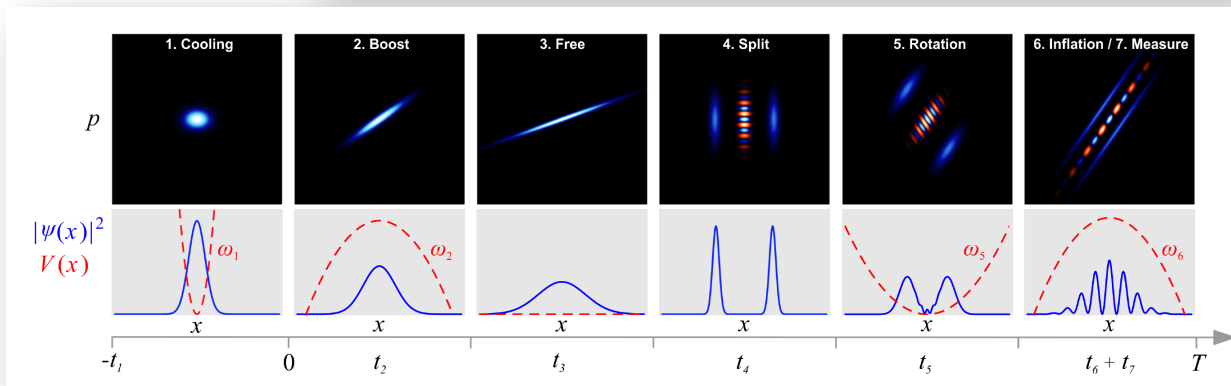 1. Cooling 2. Boost 3. Free 4. Split 5. Rotation 6. Inflation / 7. Measure
p
|ψ(x)|²
V(x)
ω₁ ω₂ ω₅ ω₆
x x x x x x
-t₁ 0 t₂ t₃ t₄ t₅ t₆ + t₇ T